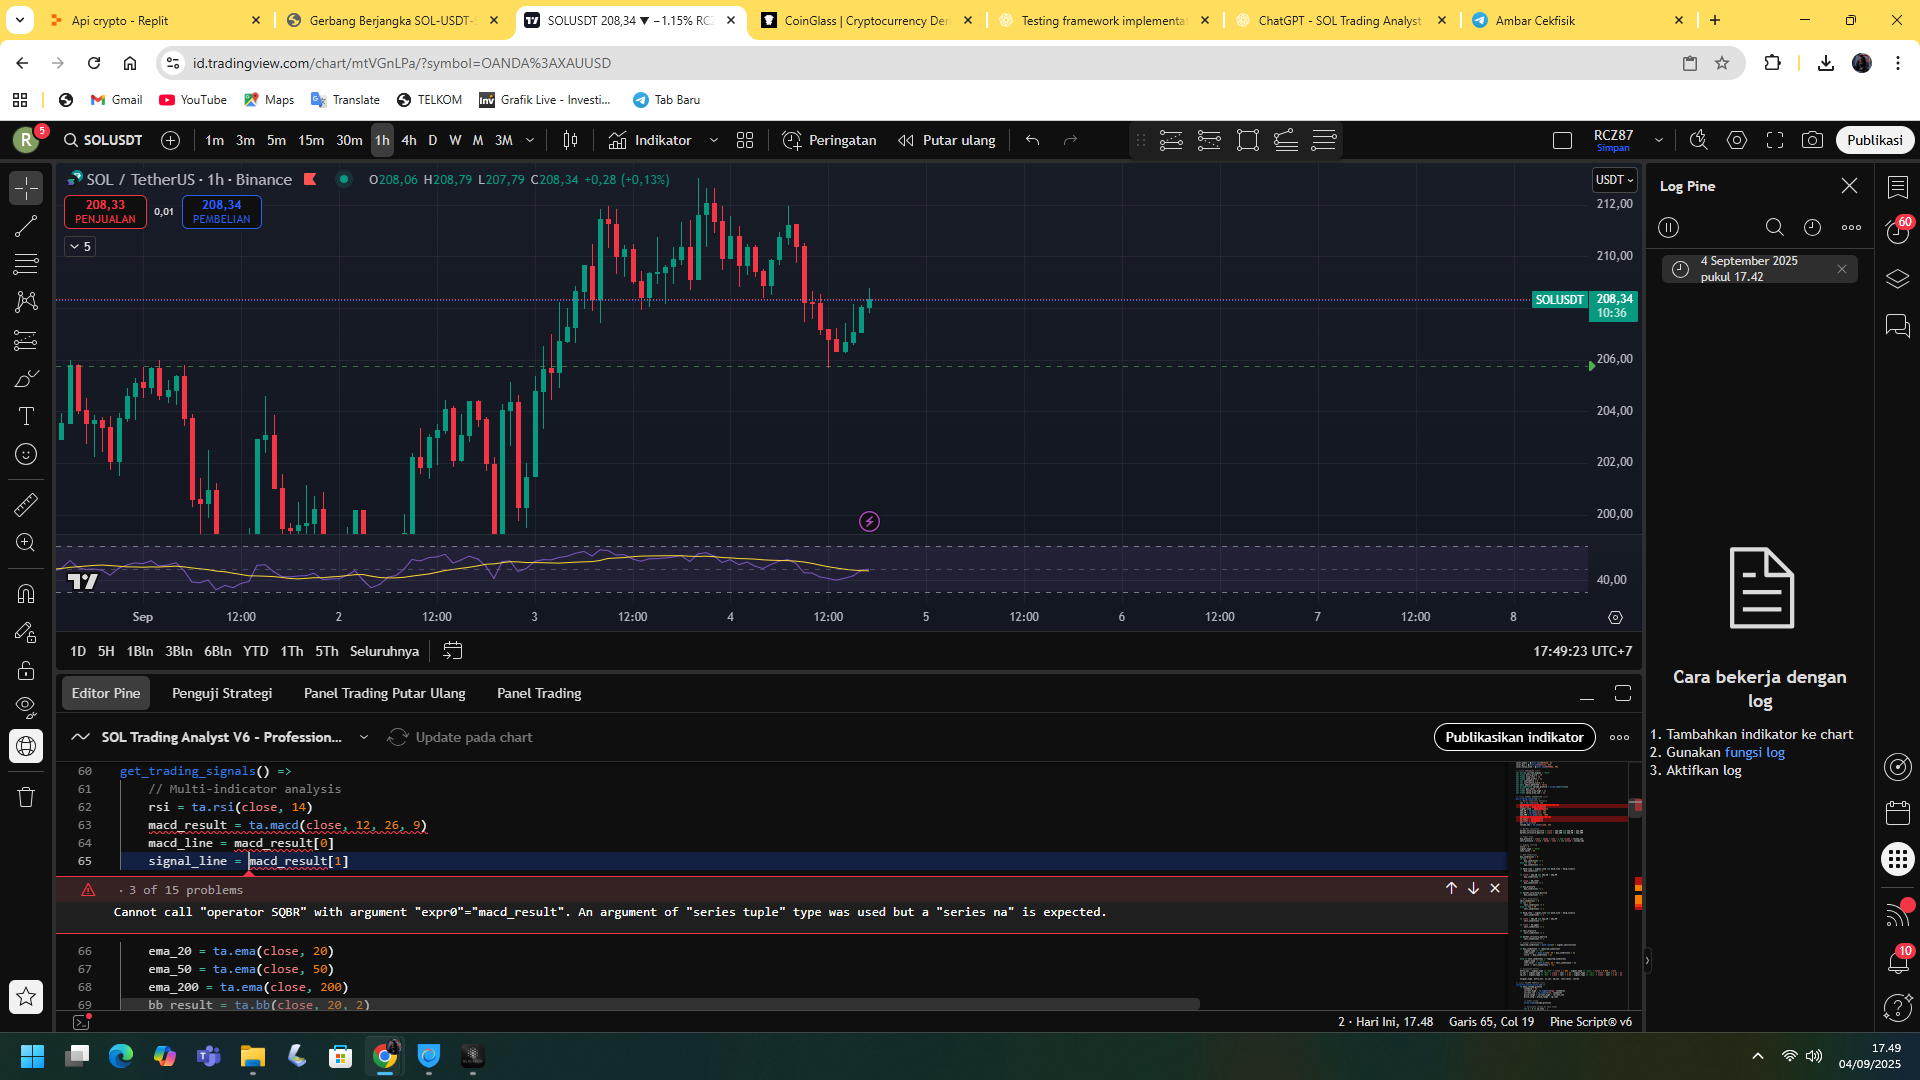 Api crypto - Replit
Gerbang Berjangka SOL-USDT-S
SOLUSDT 208,34 ▼ −1.15% RCZ
CoinGlass | Cryptocurrency Der
Testing framework implementat
ChatGPT - SOL Trading Analyst
Ambar Cekfisik
id.tradingview.com/chart/mtVGnLPa/?symbol=OANDA%3AXAUUSD
Gmail
YouTube
Maps
Translate
TELKOM
Inv
Grafik Live - Investi...
Tab Baru
R
5
SOLUSDT
1m
3m
5m
15m
30m
1h
4h
D
W
M
3M
Indikator
Peringatan
Putar ulang
RCZ87
Simpan
Publikasi
SOL / TetherUS · 1h · Binance
O208,06 H208,79 L207,79 C208,34 +0,28 (+0,13%)
208,33
PENJUALAN
0,01
208,34
PEMBELIAN
5
USDT
212,00
210,00
SOLUSDT
208,34
10:36
206,00
204,00
202,00
200,00
40,00
Sep
12:00
2
12:00
3
12:00
4
12:00
5
12:00
6
12:00
7
12:00
8
1D
5H
1Bln
3Bln
6Bln
YTD
1Th
5Th
Seluruhnya
17:49:23 UTC+7
Log Pine
4 September 2025
pukul 17.42
60
Cara bekerja dengan
log
1. Tambahkan indikator ke chart
2. Gunakan fungsi log
3. Aktifkan log
10
Editor Pine
Penguji Strategi
Panel Trading Putar Ulang
Panel Trading
SOL Trading Analyst V6 - Profession...
Update pada chart
Publikasikan indikator
60 get_trading_signals() =>
61 // Multi-indicator analysis
62 rsi = ta.rsi(close, 14)
63 macd_result = ta.macd(close, 12, 26, 9)
64 macd_line = macd_result[0]
65 signal_line = macd_result[1]
· 3 of 15 problems
Cannot call "operator SQBR" with argument "expr0"="macd_result". An argument of "series tuple" type was used but a "series na" is expected.
66 ema_20 = ta.ema(close, 20)
67 ema_50 = ta.ema(close, 50)
68 ema_200 = ta.ema(close, 200)
69 bb_result = ta.bb(close, 20, 2)
2 · Hari Ini, 17.48
Garis 65, Col 19
Pine Script® v6
17.49
04/09/2025